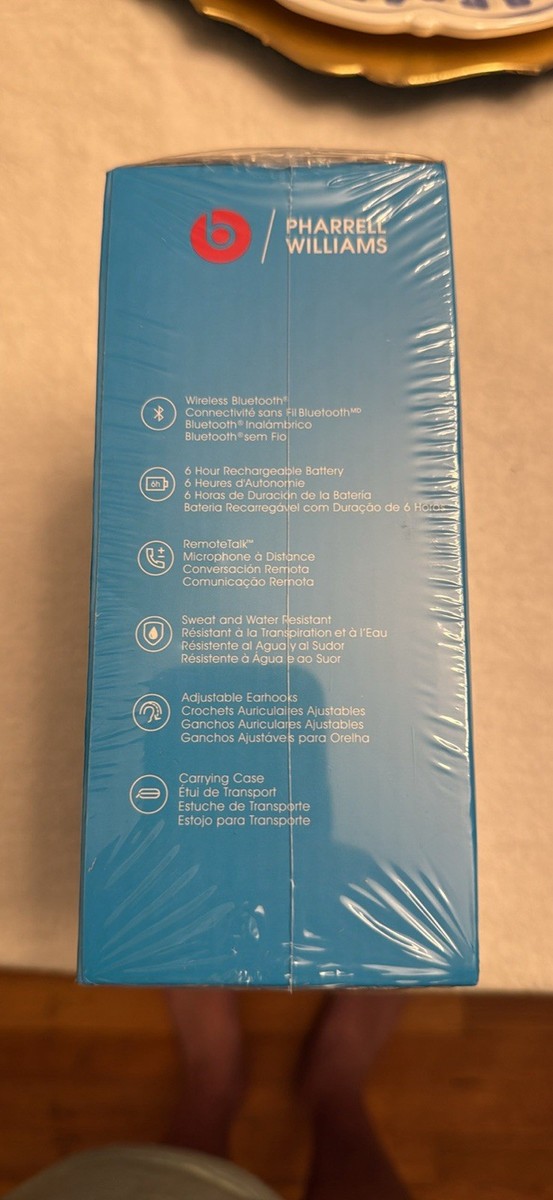 b / PHARRELL
WILLIAMS
Wireless Bluetooth®
Connectivité sans Fil Bluetooth ᴹᴰ
Bluetooth® Inalámbrico
Bluetooth® sem Fio
6h
6 Hour Rechargeable Battery
6 Heures d'Autonomie
6 Horas de Duración de la Batería
Bateria Recarregável com Duração de 6 Horas
RemoteTalk™
Microphone à Distance
Conversación Remota
Comunicação Remota
Sweat and Water Resistant
Résistant à la Transpiration et à l'Eau
Résistente al Agua y al Sudor
Résistente à Água e ao Suor
Adjustable Earhooks
Crochets Auriculaires Ajustables
Ganchos Auriculares Ajustables
Ganchos Ajustáveis para Orelha
Carrying Case
Étui de Transport
Estuche de Transporte
Estojo para Transporte